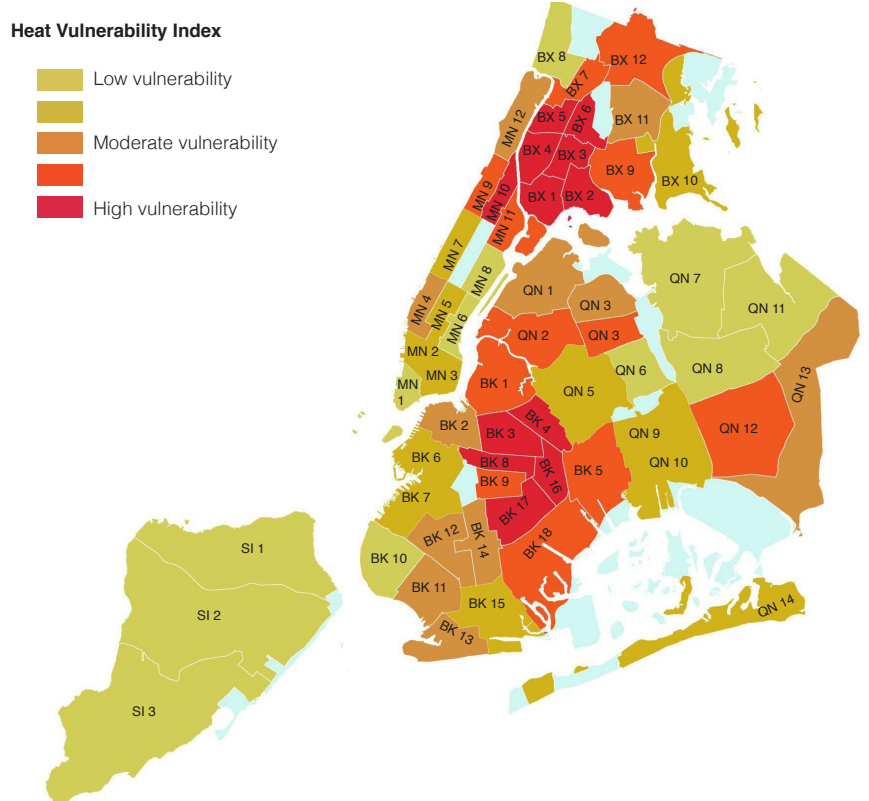 Heat Vulnerability Index
Low vulnerability
Moderate vulnerability
High vulnerability
BX 8
BX 12
BX 7
MN 12
BX 5
BX 6
BX 11
BX 4
BX 3
BX 9
BX 10
MN 9
MN 10
BX 1
BX 2
MN 11
MN 7
MN 8
QN 7
QN 1
QN 3
QN 11
MN 4
MN 5
MN 6
QN 2
QN 3
MN 2
MN 3
QN 6
QN 8
QN 13
MN
1
BK 1
QN 5
BK 2
BK 3
BK 4
QN 9
QN 12
BK 6
BK 8
BK 16
BK 5
QN 10
BK 9
BK 7
BK 17
BK 12
BK 14
BK 18
BK 10
BK 11
BK 15
BK 13
QN 14
SI 1
SI 2
SI 3